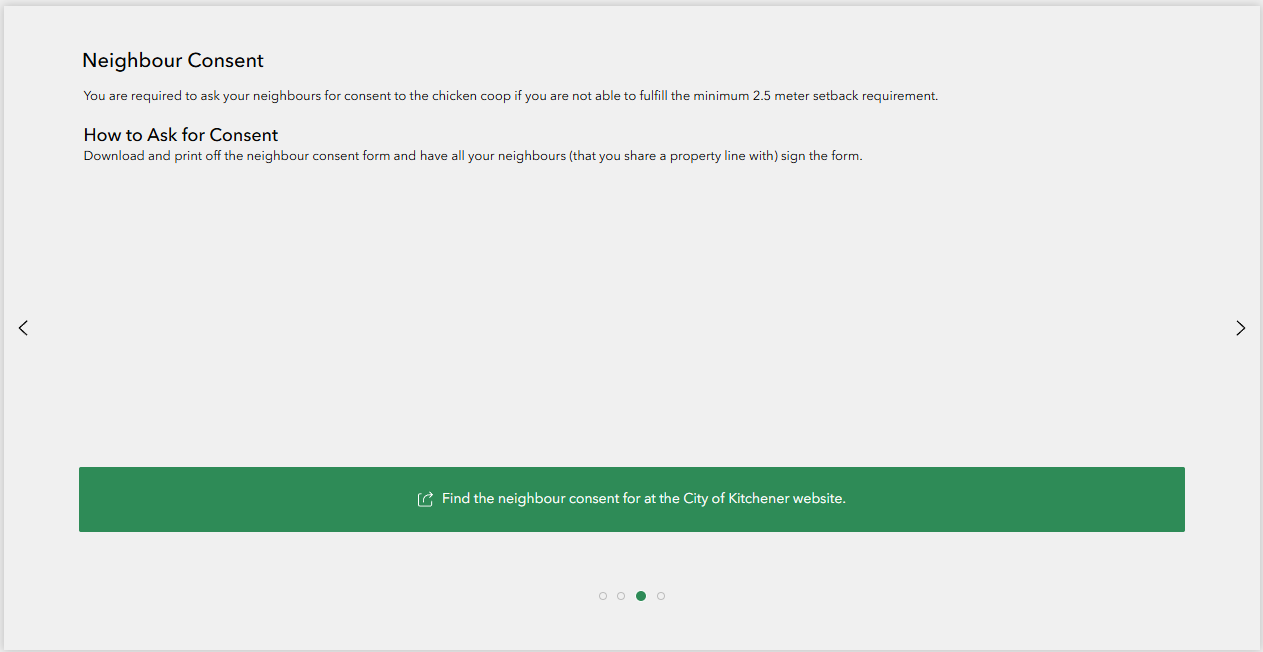 Neighbour Consent
You are required to ask your neighbours for consent to the chicken coop if you are not able to fulfill the minimum 2.5 meter setback requirement.
How to Ask for Consent
Download and print off the neighbour consent form and have all your neighbours (that you share a property line with) sign the form.
Find the neighbour consent for at the City of Kitchener website.